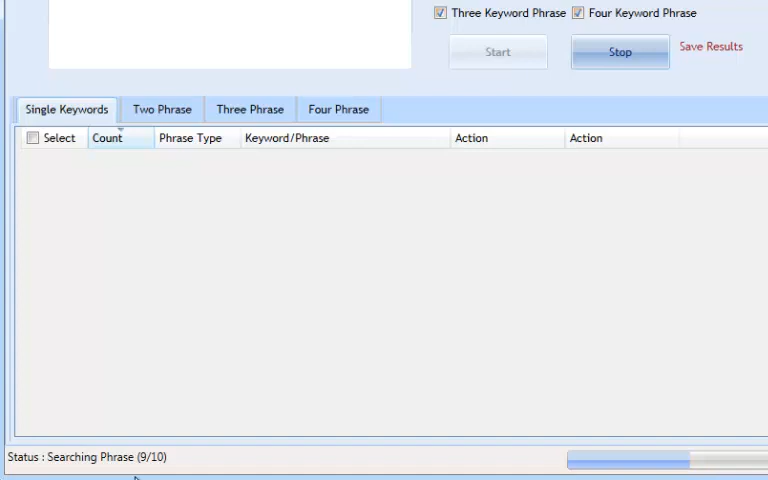 Three Keyword Phrase Four Keyword Phrase
Start Stop Save Results
Single Keywords Two Phrase Three Phrase Four Phrase
Select Count Phrase Type Keyword/Phrase Action Action
Status : Searching Phrase (9/10)